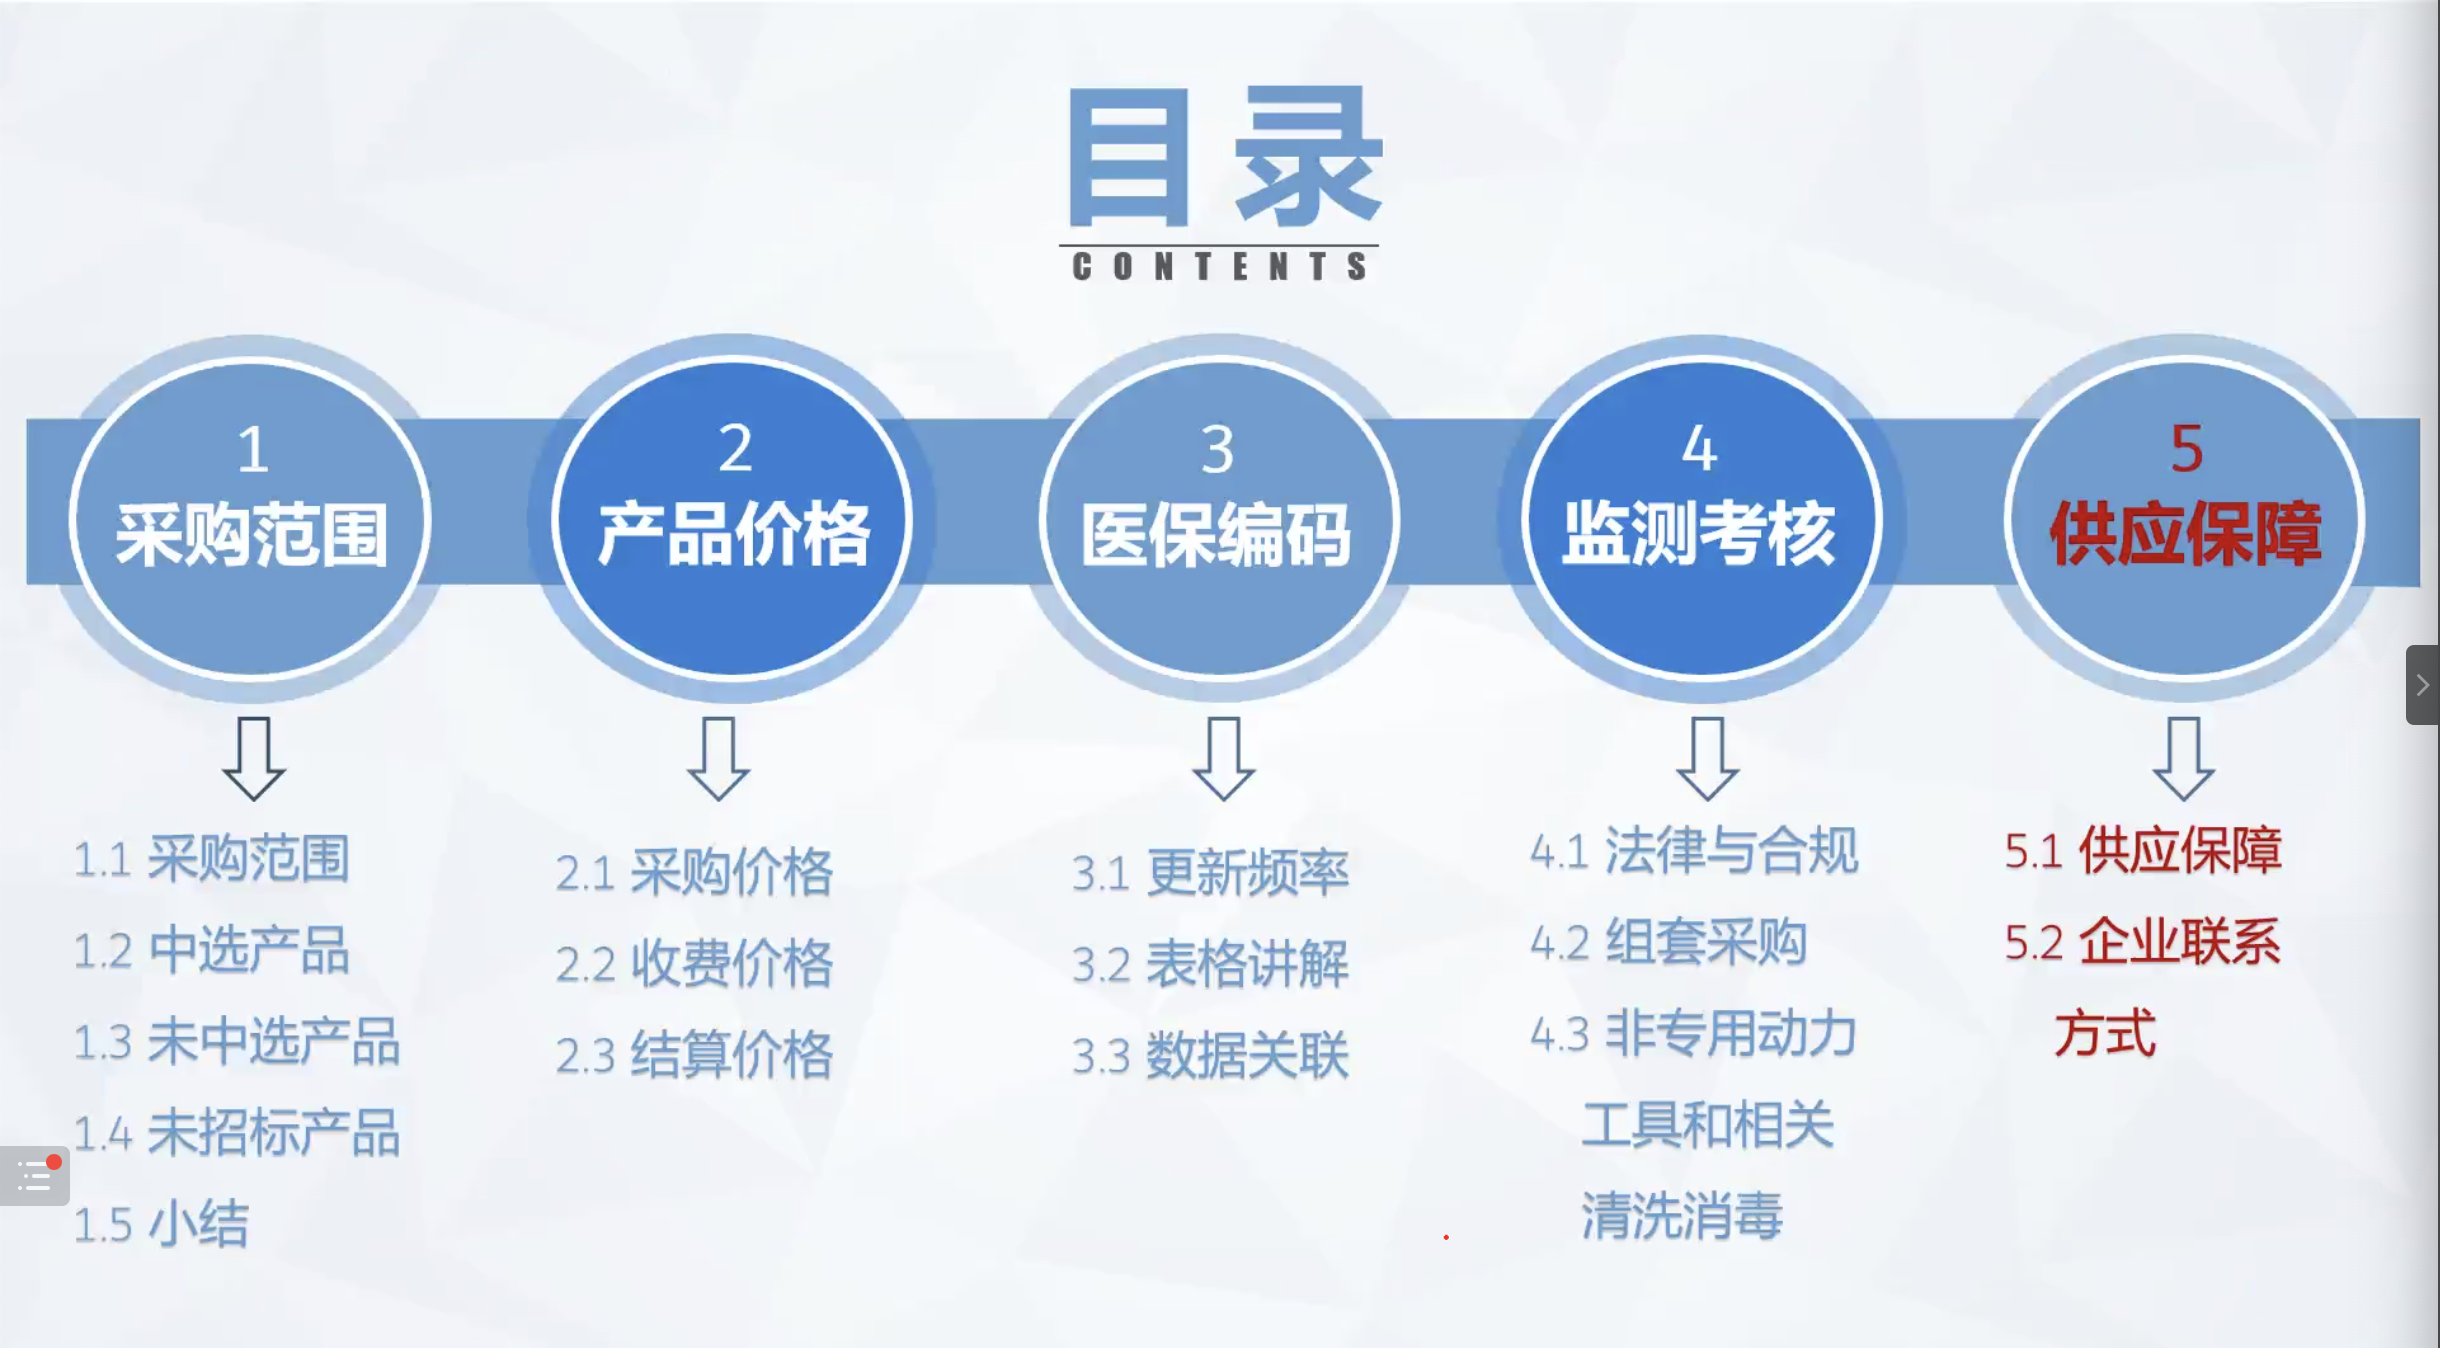 目录
CONTENTS
1
采购范围
2
产品价格
3
医保编码
4
监测考核
5
供应保障
1.1 采购范围
1.2 中选产品
1.3 未中选产品
1.4 未招标产品
1.5 小结
2.1 采购价格
2.2 收费价格
2.3 结算价格
3.1 更新频率
3.2 表格讲解
3.3 数据关联
4.1 法律与合规
4.2 组套采购
4.3 非专用动力
工具和相关
清洗消毒
5.1 供应保障
5.2 企业联系
方式